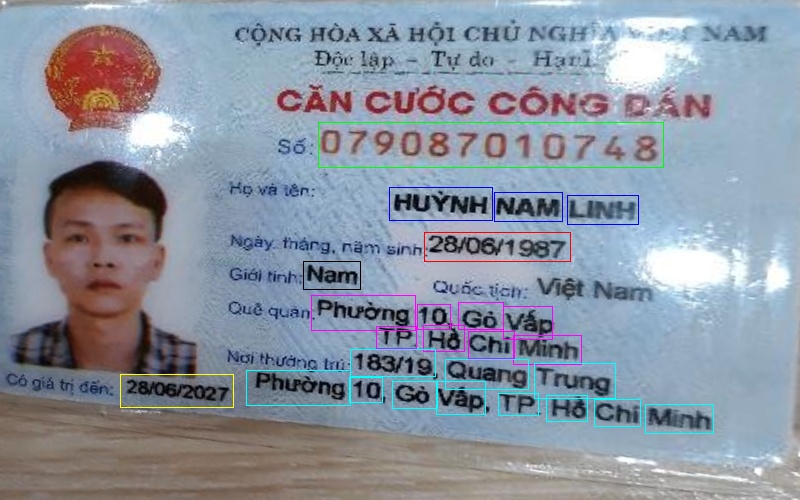 CỘNG HÒA XÃ HỘI CHỦ NGHĨA VIỆT NAM
Độc lập - Tự do -
CĂN CƯỚC CÔNG DÂN
Số: 079087010748
Họ và tên:
HUỲNH NAM LINH
Ngày, tháng, năm sinh: 28/06/1987
Giới tính: Nam Quốc tịch: Việt Nam
Quê quán: Phường 10, Gò Vấp
TP. Hồ Chí Minh
Nơi thường trú: 183/19, Quang Trung
Có giá trị đến: 28/06/2027 Phường 10, Gò Vấp, TP. Hồ Chí Minh